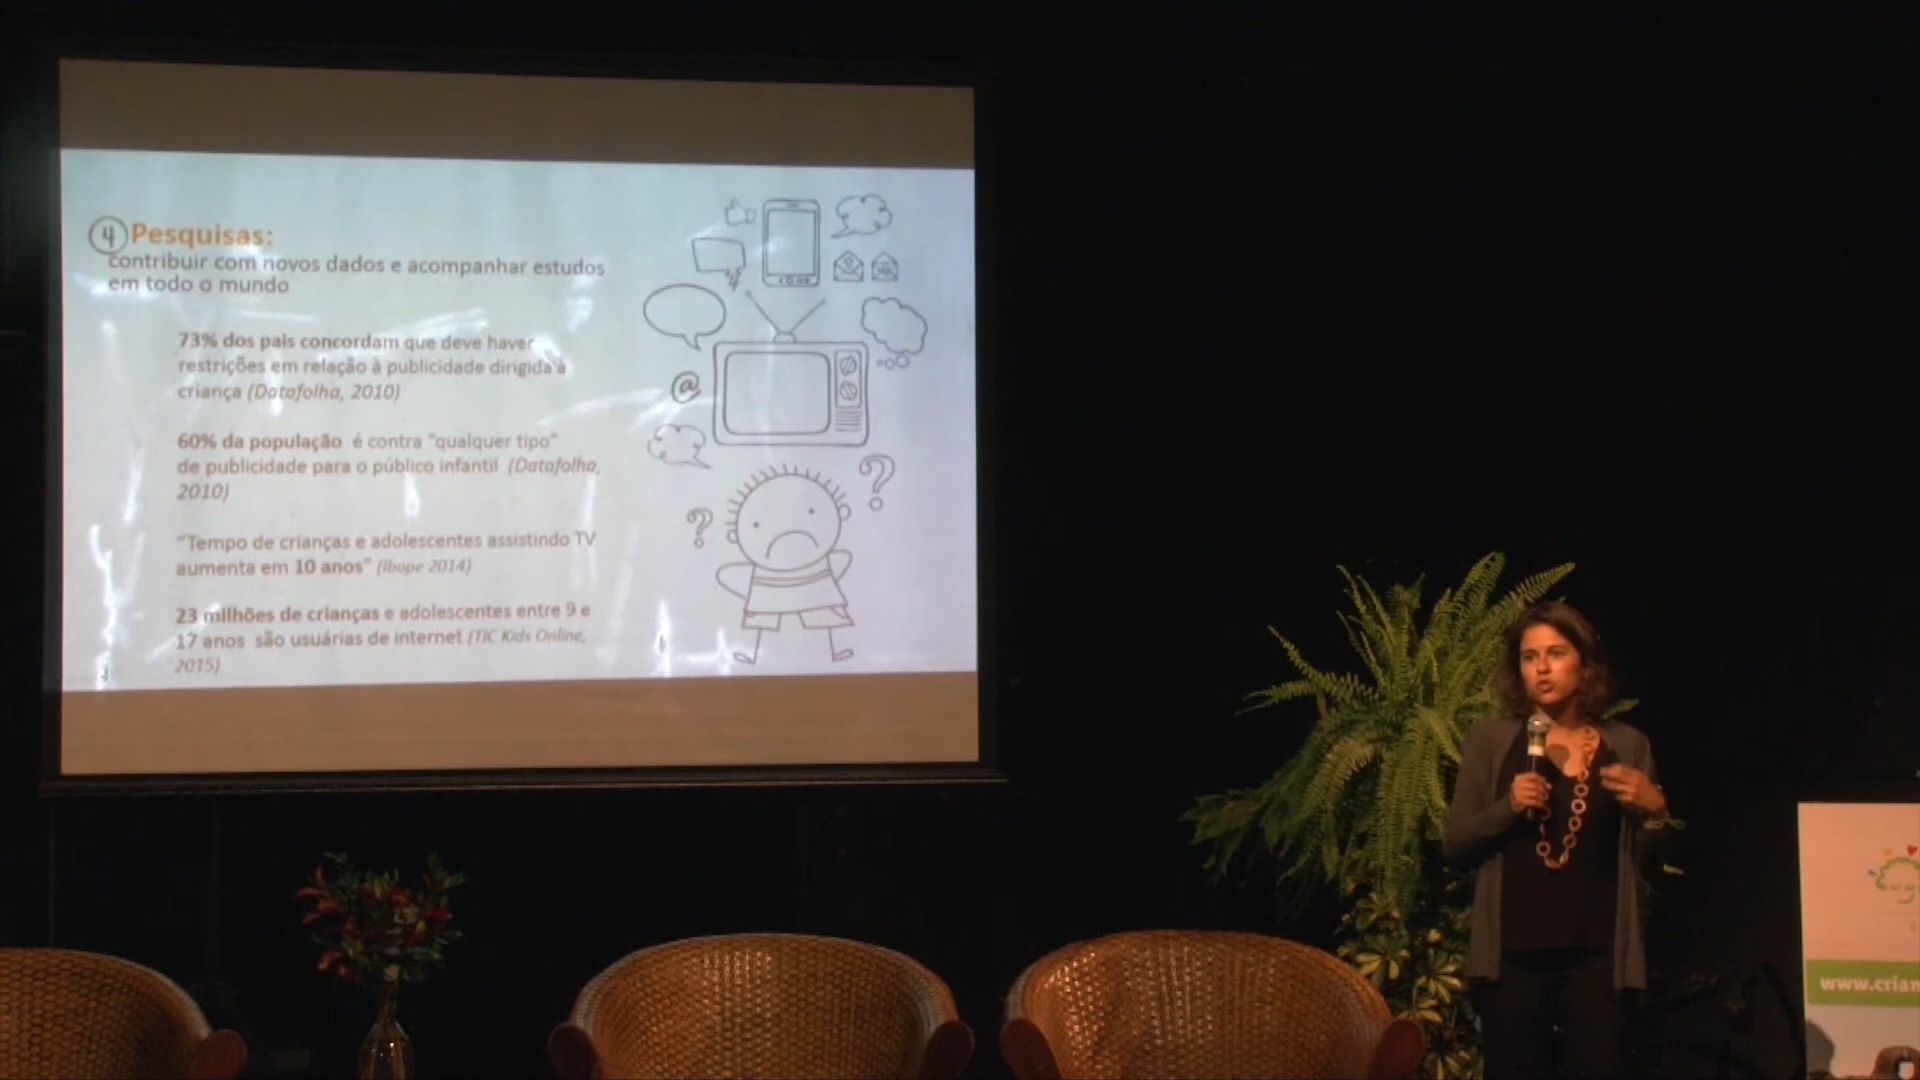 4 Pesquisas:
contribuir com novos dados e acompanhar estudos
em todo o mundo
73% dos pais concordam que deve haver
restrições em relação à publicidade dirigida à
criança (Datafolha, 2010)
60% da população é contra "qualquer tipo"
de publicidade para o público infantil (Datafolha,
2010)
"Tempo de crianças e adolescentes assistindo TV
aumenta em 10 anos" (Ibope 2014)
23 milhões de crianças e adolescentes entre 9 e
17 anos são usuárias de internet (TIC Kids Online,
2015)
@
?
?
www.crian